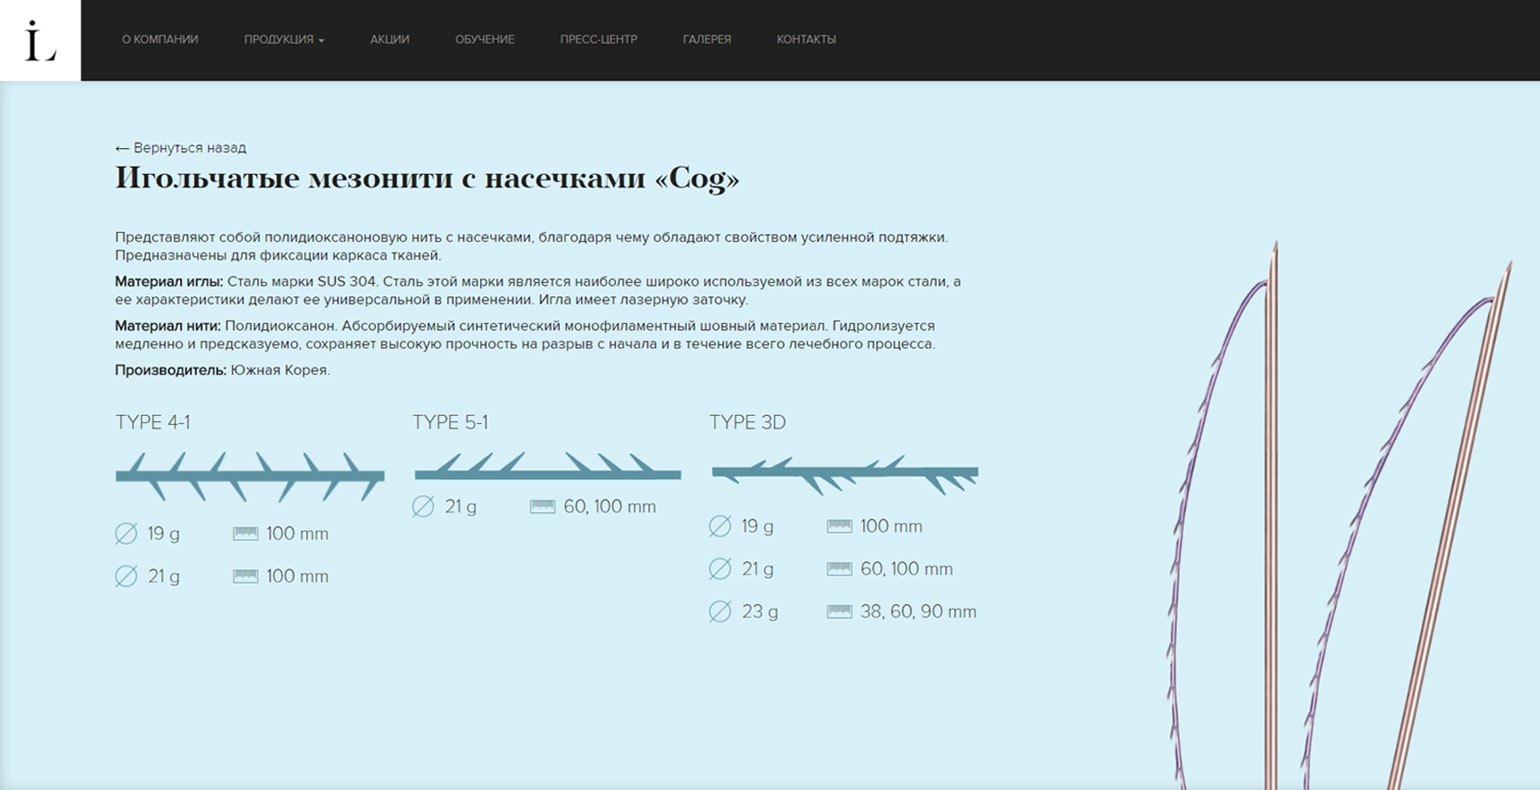 iL
О КОМПАНИИ ПРОДУКЦИЯ АКЦИИ ОБУЧЕНИЕ ПРЕСС-ЦЕНТР ГАЛЕРЕЯ КОНТАКТЫ
← Вернуться назад
Игольчатые мезонити с насечками «Cog»
Представляют собой полидиоксаноновую нить с насечками, благодаря чему обладают свойством усиленной подтяжки.
Предназначены для фиксации каркаса тканей.
Материал иглы: Сталь марки SUS 304. Сталь этой марки является наиболее широко используемой из всех марок стали, а
ее характеристики делают ее универсальной в применении. Игла имеет лазерную заточку.
Материал нити: Полидиоксанон. Абсорбируемый синтетический монофиламентный шовный материал. Гидролизуется
медленно и предсказуемо, сохраняет высокую прочность на разрыв с начала и в течение всего лечебного процесса.
Производитель: Южная Корея.
TYPE 4-1
19 g 100 mm
21 g 100 mm
TYPE 5-1
21 g 60, 100 mm
TYPE 3D
19 g 100 mm
21 g 60, 100 mm
23 g 38, 60, 90 mm